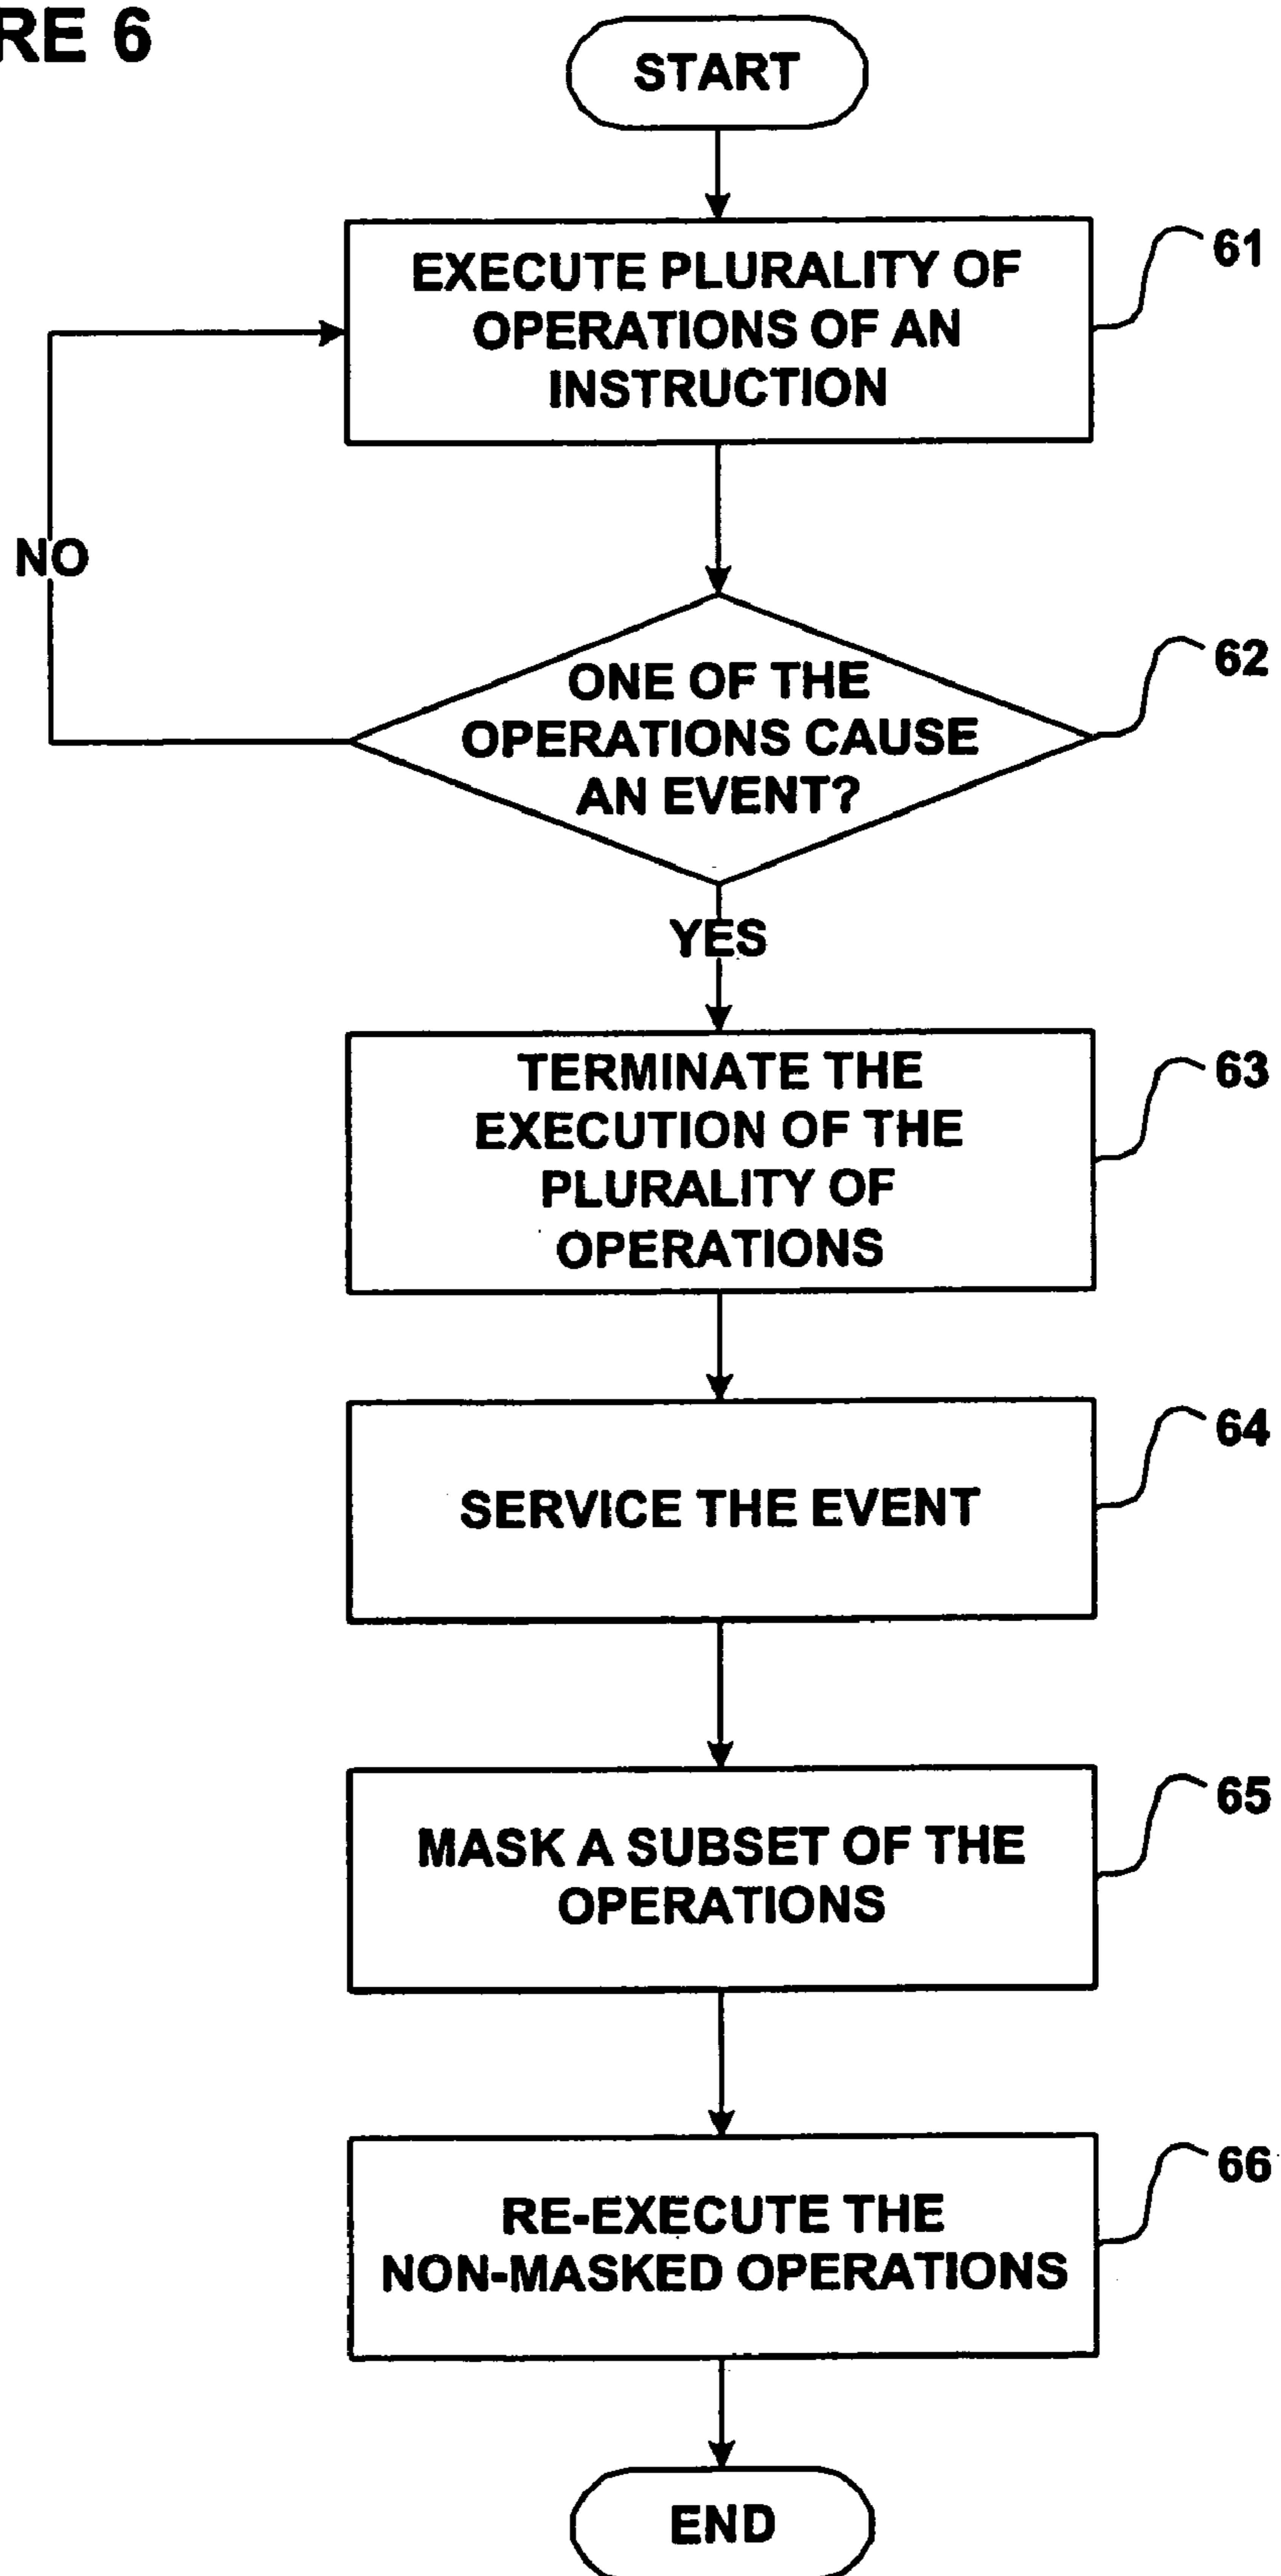 RE 6
START
EXECUTE PLURALITY OF
OPERATIONS OF AN
INSTRUCTION
61
NO
ONE OF THE
OPERATIONS CAUSE
AN EVENT?
62
YES
TERMINATE THE
EXECUTION OF THE
PLURALITY OF
OPERATIONS
63
SERVICE THE EVENT
64
MASK A SUBSET OF THE
OPERATIONS
65
RE-EXECUTE THE
NON-MASKED OPERATIONS
66
END